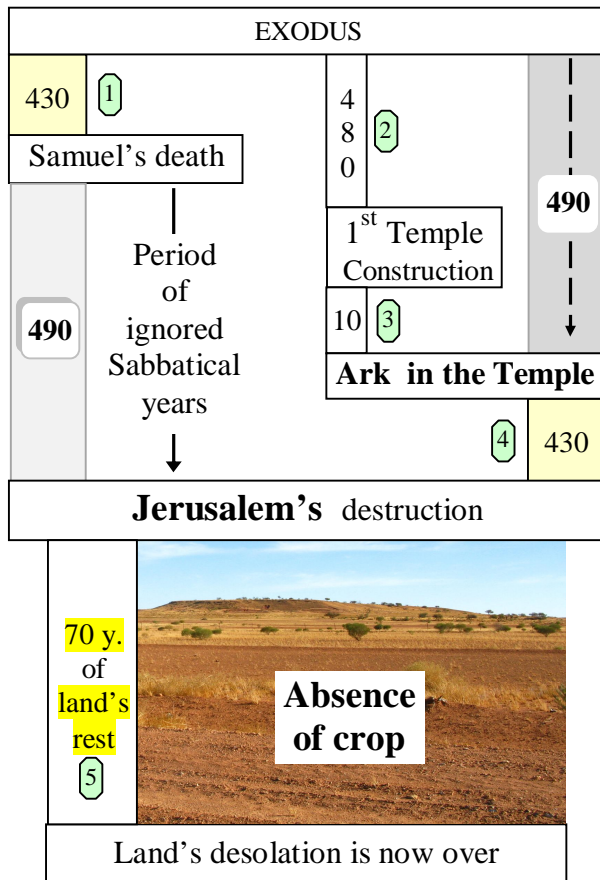 EXODUS
430
1
Samuel's death
Period
of
ignored
Sabbatical
years
490
4
8
0
2
1st Temple
Construction
10
3
490
Ark in the Temple
4
430
Jerusalem's destruction
70 y.
of
land's
rest
5
Absence
of crop
Land's desolation is now over